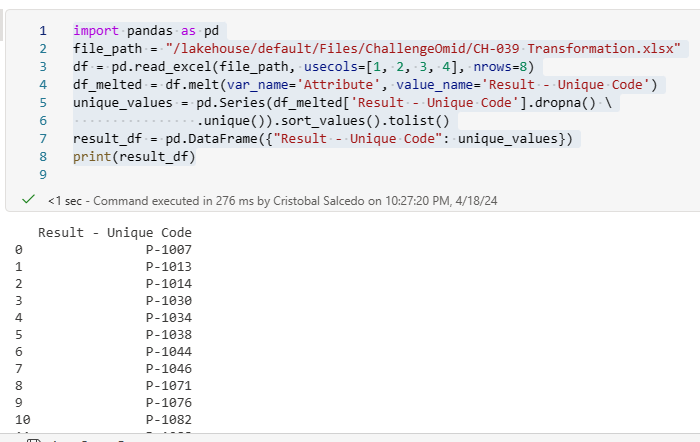 1 import pandas as pd
2 file_path = "/lakehouse/default/Files/ChallengeOmid/CH-039 Transformation.xlsx"
3 df = pd.read_excel(file_path, usecols=[1, 2, 3, 4], nrows=8)
4 df_melted = df.melt(var_name='Attribute', value_name='Result - Unique Code')
5 unique_values = pd.Series(df_melted['Result - Unique Code'].dropna() \
6 .unique()).sort_values().tolist()
7 result_df = pd.DataFrame({"Result - Unique Code": unique_values})
8 print(result_df)
9
<1 sec - Command executed in 276 ms by Cristobal Salcedo on 10:27:20 PM, 4/18/24
Result - Unique Code
0 P-1007
1 P-1013
2 P-1014
3 P-1030
4 P-1034
5 P-1038
6 P-1044
7 P-1046
8 P-1071
9 P-1076
10 P-1082